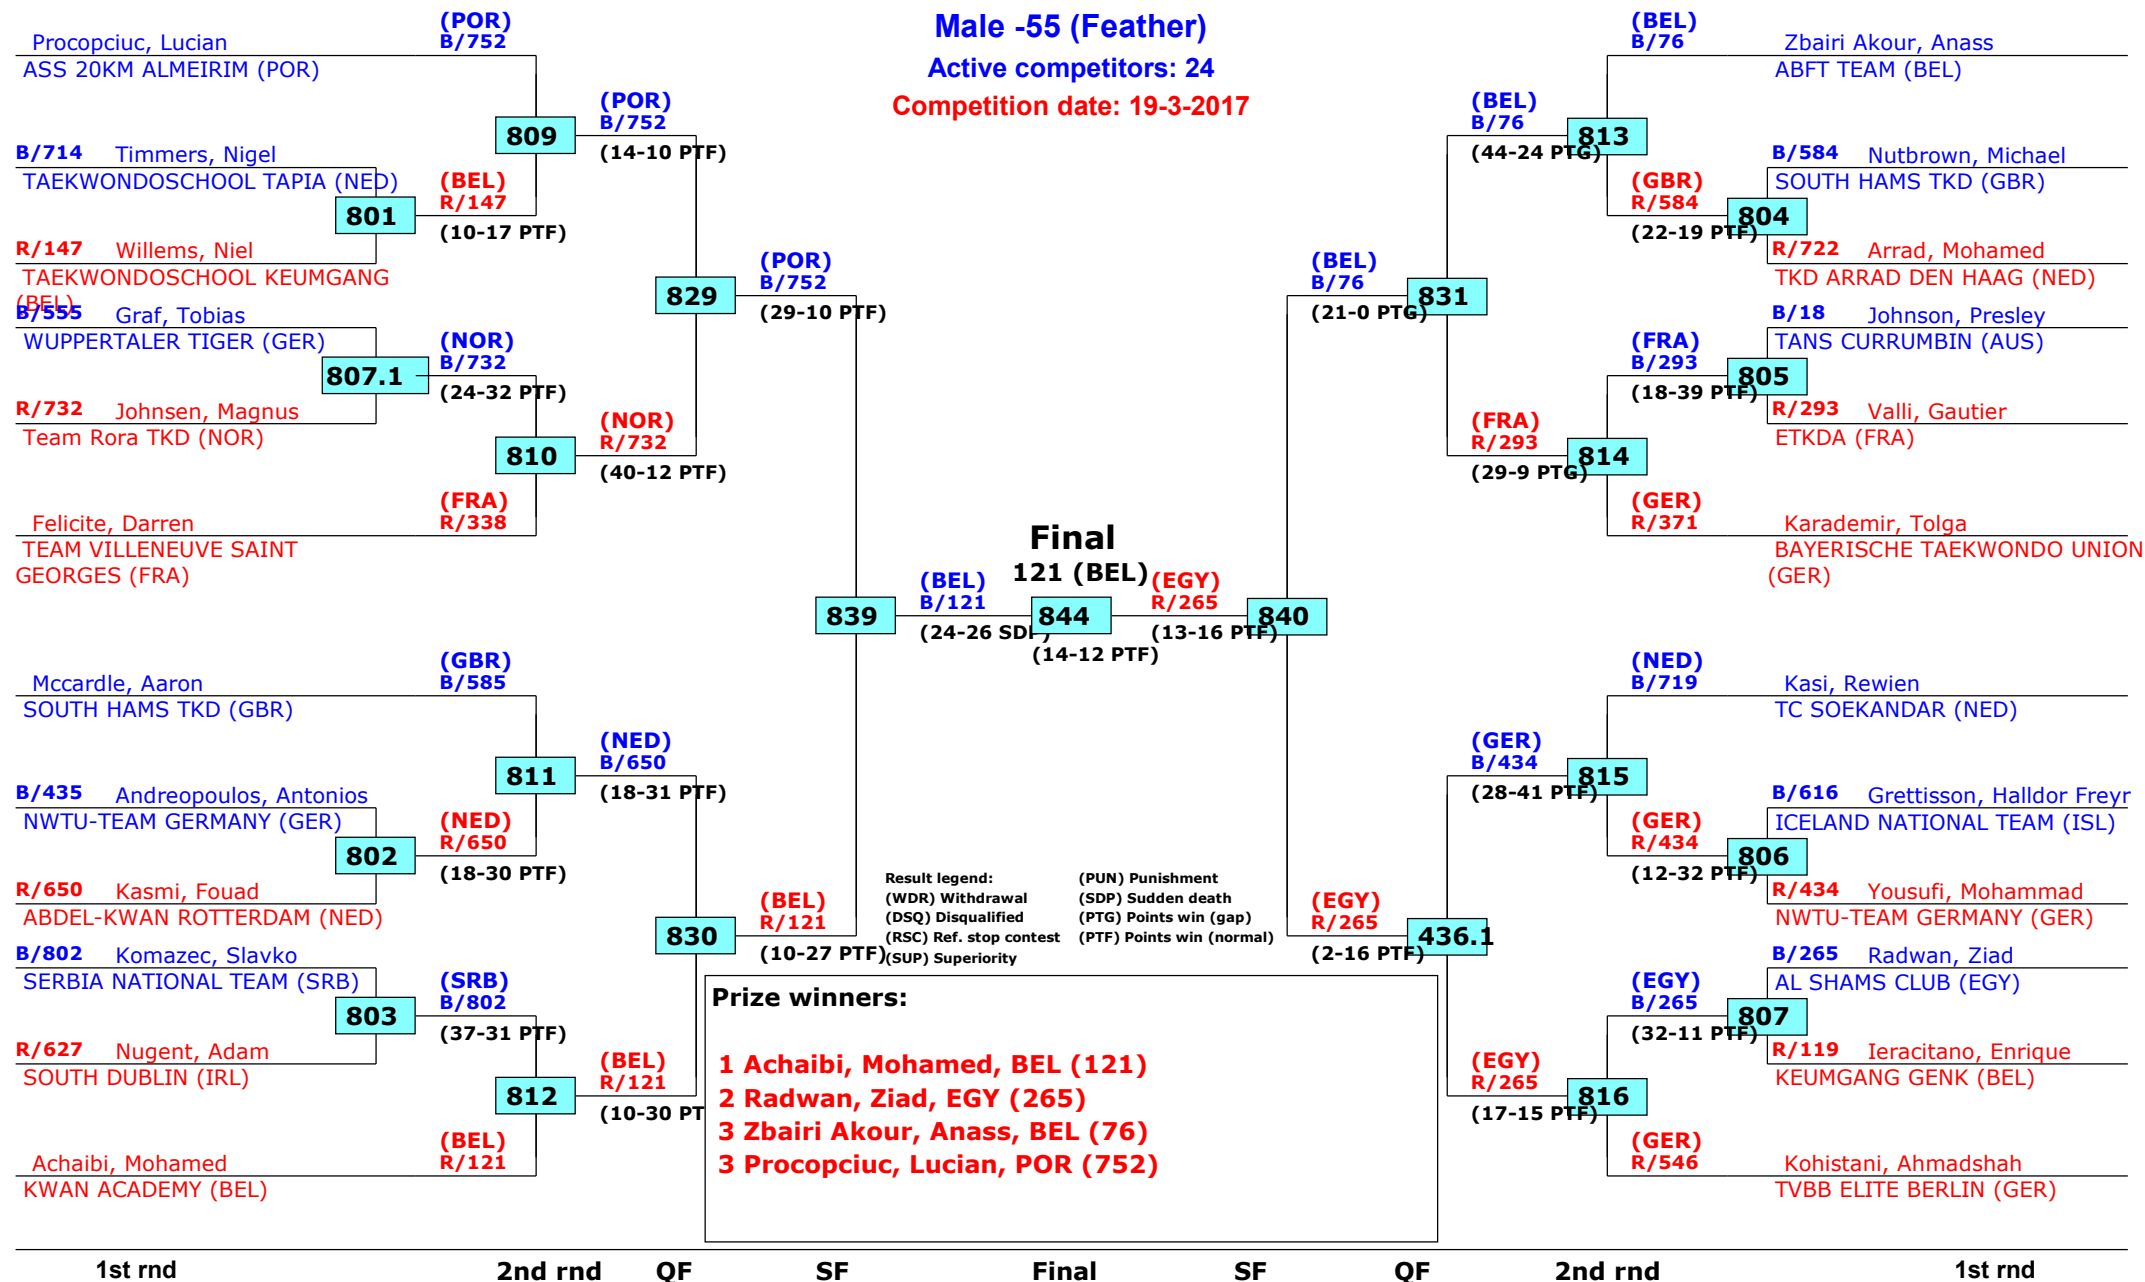 Male -55 (Feather)
Active competitors: 24
Competition date: 19-3-2017
Procopciuc, Lucian
ASS 20KM ALMEIRIM (POR)
(POR)
B/752
B/714 Timmers, Nigel
TAEKWONDOSCHOOL TAPIA (NED)
801
R/147 Willems, Niel
TAEKWONDOSCHOOL KEUMGANG
(BEL)
(BEL)
R/147
(10-17 PTF)
809
(POR)
B/752
(14-10 PTF)
B/555 Graf, Tobias
WUPPERTALER TIGER (GER)
807.1
R/732 Johnsen, Magnus
Team Rora TKD (NOR)
(NOR)
B/732
(24-32 PTF)
810
(NOR)
R/732
(40-12 PTF)
(FRA)
R/338
Felicite, Darren
TEAM VILLENEUVE SAINT
GEORGES (FRA)
829
(POR)
B/752
(29-10 PTF)
Mccardle, Aaron
SOUTH HAMS TKD (GBR)
(GBR)
B/585
B/435 Andreopoulos, Antonios
NWTU-TEAM GERMANY (GER)
802
R/650 Kasmi, Fouad
ABDEL-KWAN ROTTERDAM (NED)
(NED)
R/650
(18-30 PTF)
811
(NED)
B/650
(18-31 PTF)
B/802 Komazec, Slavko
SERBIA NATIONAL TEAM (SRB)
803
R/627 Nugent, Adam
SOUTH DUBLIN (IRL)
(SRB)
B/802
(37-31 PTF)
812
(BEL)
R/121
(10-30 PT
(BEL)
R/121
Achaibi, Mohamed
KWAN ACADEMY (BEL)
830
(BEL)
R/121
(10-27 PTF)
839
(BEL)
B/121
(24-26 SDP)
Final
121 (BEL)
844
(14-12 PTF)
(EGY)
R/265
(13-16 PTF)
840
(BEL)
B/76
(21-0 PTG)
831
(BEL)
B/76
(44-24 PTG)
813
(BEL)
B/76
Zbairi Akour, Anass
ABFT TEAM (BEL)
(GBR)
R/584
(22-19 PTF)
804
B/584 Nutbrown, Michael
SOUTH HAMS TKD (GBR)
R/722 Arrad, Mohamed
TKD ARRAD DEN HAAG (NED)
(FRA)
R/293
(29-9 PTG)
814
(FRA)
B/293
(18-39 PTF)
805
B/18 Johnson, Presley
TANS CURRUMBIN (AUS)
R/293 Valli, Gautier
ETKDA (FRA)
(GER)
R/371
Karademir, Tolga
BAYERISCHE TAEKWONDO UNION
(GER)
(EGY)
R/265
(2-16 PTF)
436.1
(GER)
B/434
(28-41 PTF)
815
(NED)
B/719
Kasi, Rewien
TC SOEKANDAR (NED)
(GER)
R/434
(12-32 PTF)
806
B/616 Grettisson, Halldor Freyr
ICELAND NATIONAL TEAM (ISL)
R/434 Yousufi, Mohammad
NWTU-TEAM GERMANY (GER)
(EGY)
R/265
(17-15 PTF)
816
(EGY)
B/265
(32-11 PTF)
807
B/265 Radwan, Ziad
AL SHAMS CLUB (EGY)
R/119 Ieracitano, Enrique
KEUMGANG GENK (BEL)
(GER)
R/546
Kohistani, Ahmadshah
TVBB ELITE BERLIN (GER)
Result legend: (PUN) Punishment
(WDR) Withdrawal (SDP) Sudden death
(DSQ) Disqualified (PTG) Points win (gap)
(RSC) Ref. stop contest (PTF) Points win (normal)
(SUP) Superiority
Prize winners:
1 Achaibi, Mohamed, BEL (121)
2 Radwan, Ziad, EGY (265)
3 Zbairi Akour, Anass, BEL (76)
3 Procopciuc, Lucian, POR (752)
1st rnd 2nd rnd QF SF Final SF QF 2nd rnd 1st rnd